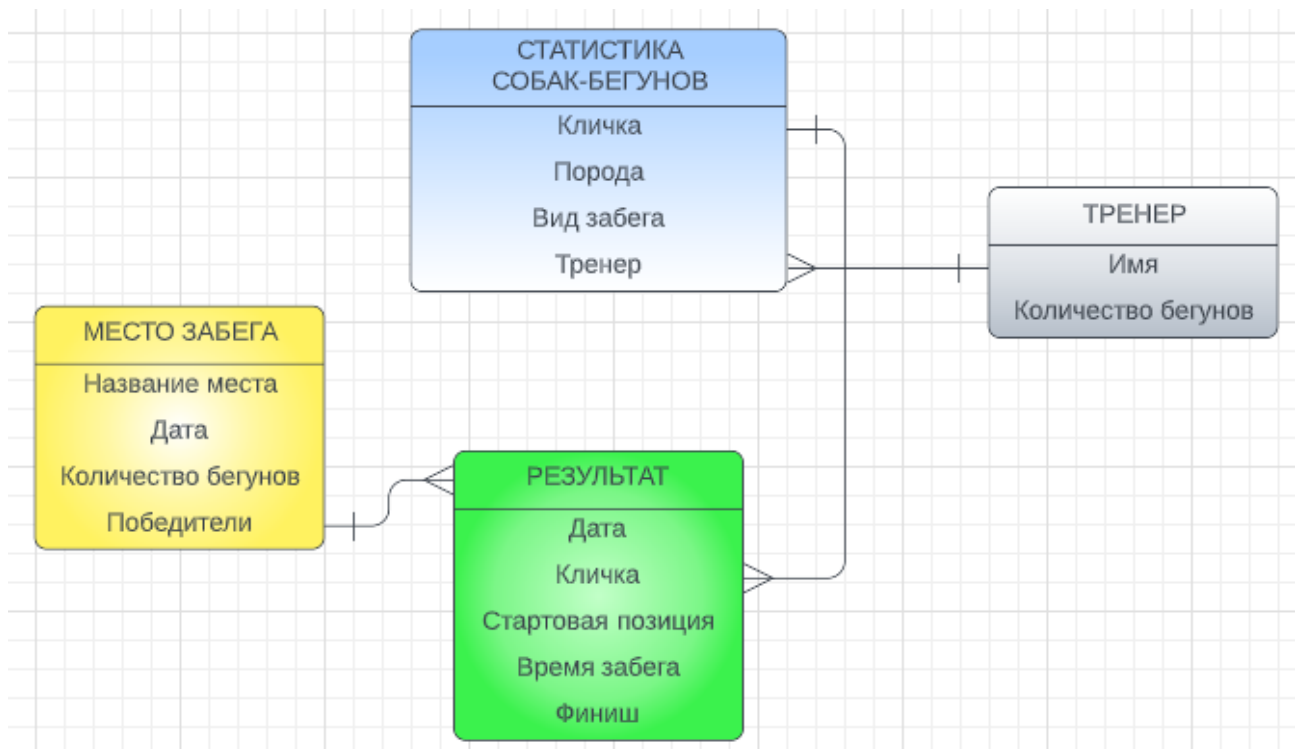 СТАТИСТИКА
СОБАК-БЕГУНОВ
Кличка
Порода
Вид забега
Тренер
ТРЕНЕР
Имя
Количество бегунов
МЕСТО ЗАБЕГА
Название места
Дата
Количество бегунов
Победители
РЕЗУЛЬТАТ
Дата
Кличка
Стартовая позиция
Время забега
Финиш